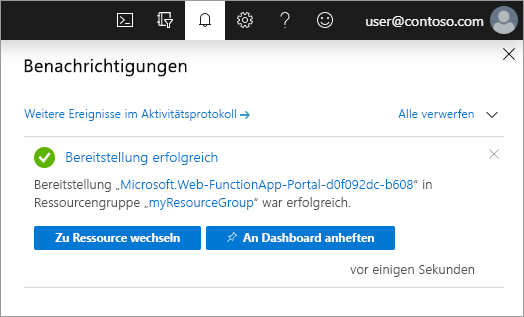 user@contoso.com
Benachrichtigungen
Weitere Ereignisse im Aktivitätsprotokoll →
Alle verwerfen
Bereitstellung erfolgreich
Bereitstellung „Microsoft.Web-FunctionApp-Portal-d0f092dc-b608“ in
Ressourcengruppe „myResourceGroup“ war erfolgreich.
Zu Ressource wechseln
An Dashboard anheften
vor einigen Sekunden